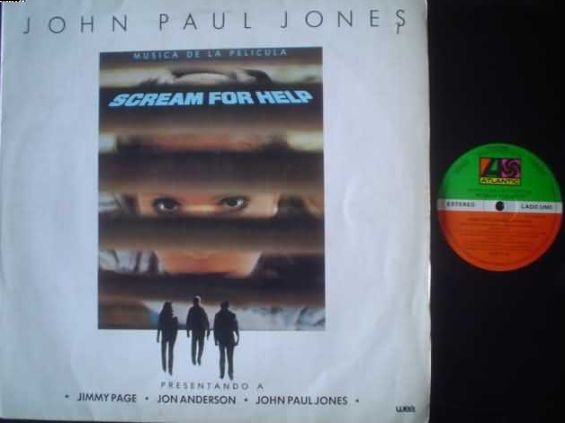 JOHN PAUL JONES
MUSICA DE LA PELICULA
SCREAM FOR HELP
PRESENTANDO A
• JIMMY PAGE • JON ANDERSON • JOHN PAUL JONES •
wea
ATLANTIC
ESTEREO
LADO UNO